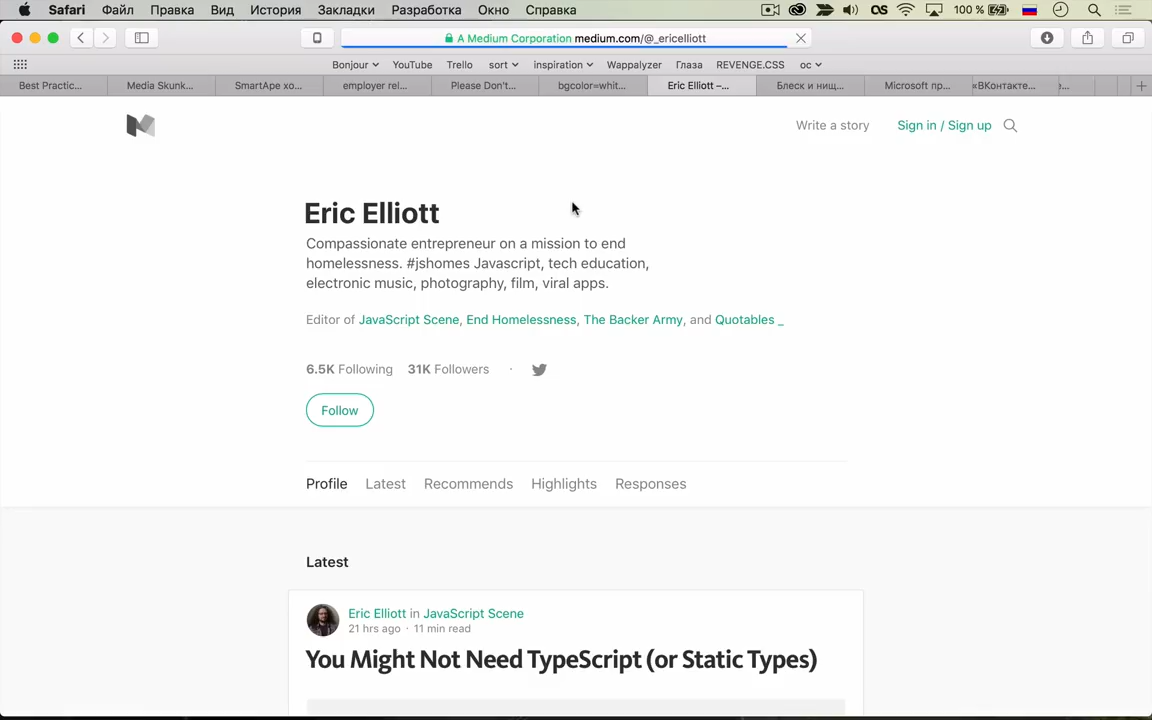 Safari Файл Правка Вид История Закладки Разработка Окно Справка 100 %
A Medium Corporation medium.com/@_ericelliott
Bonjour YouTube Trello sort inspiration Wappalyzer Глаза REVENGE.CSS ос
Best Practic... Media Skunk... SmartApe хо... employer rel... Please Don't... bgcolor=whit... Eric Elliott –... Блеск и нищ... Microsoft пр... «ВКонтакте...
Write a story Sign in / Sign up
Eric Elliott
Compassionate entrepreneur on a mission to end
homelessness. #jshomes Javascript, tech education,
electronic music, photography, film, viral apps.
Editor of JavaScript Scene, End Homelessness, The Backer Army, and Quotables _
6.5K Following 31K Followers ·
Follow
Profile Latest Recommends Highlights Responses
Latest
Eric Elliott in JavaScript Scene
21 hrs ago · 11 min read
You Might Not Need TypeScript (or Static Types)